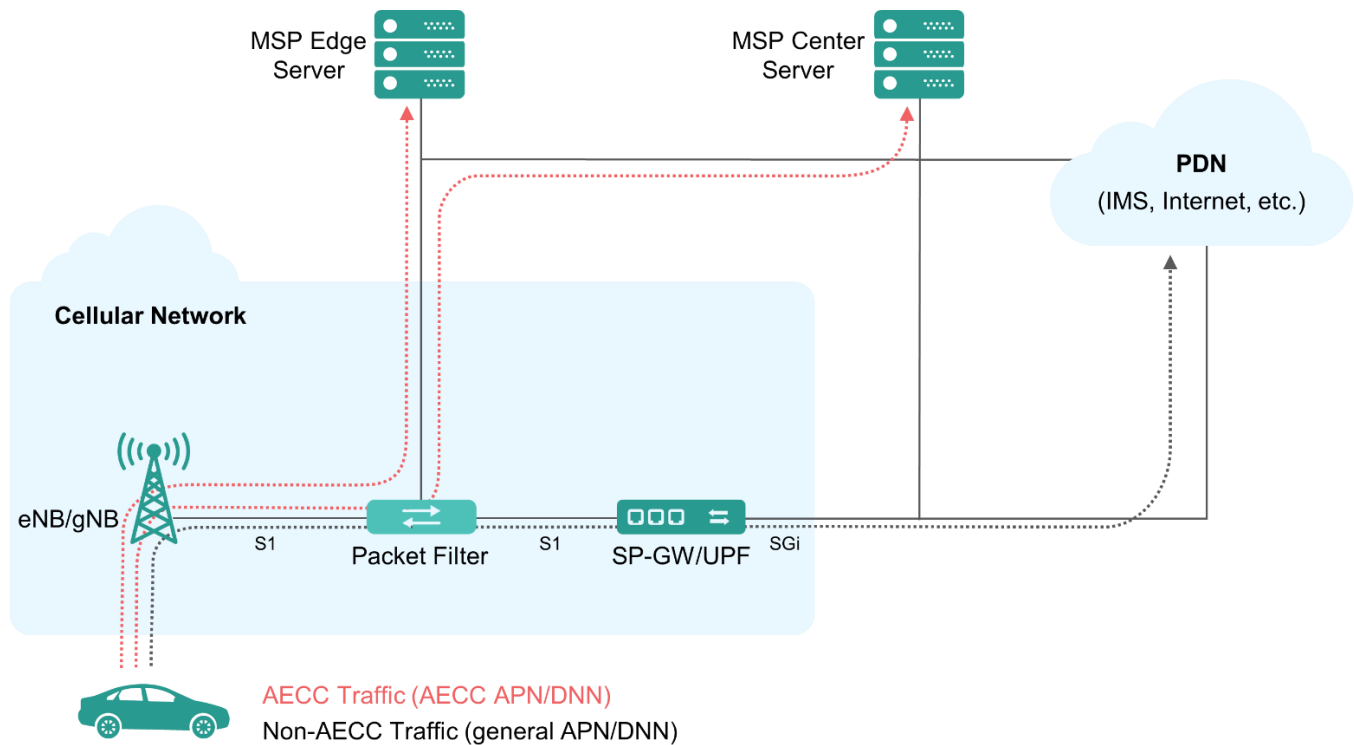 MSP Edge
Server
MSP Center
Server
PDN
(IMS, Internet, etc.)
Cellular Network
eNB/gNB
S1
Packet Filter
S1
SP-GW/UPF
SGi
AECC Traffic (AECC APN/DNN)
Non-AECC Traffic (general APN/DNN)